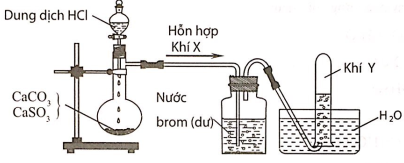 Dung dịch HCl
Hỗn hợp
Khí X
Khí Y
CaCO₃
CaSO₃
Nước
brom (dư)
H₂O